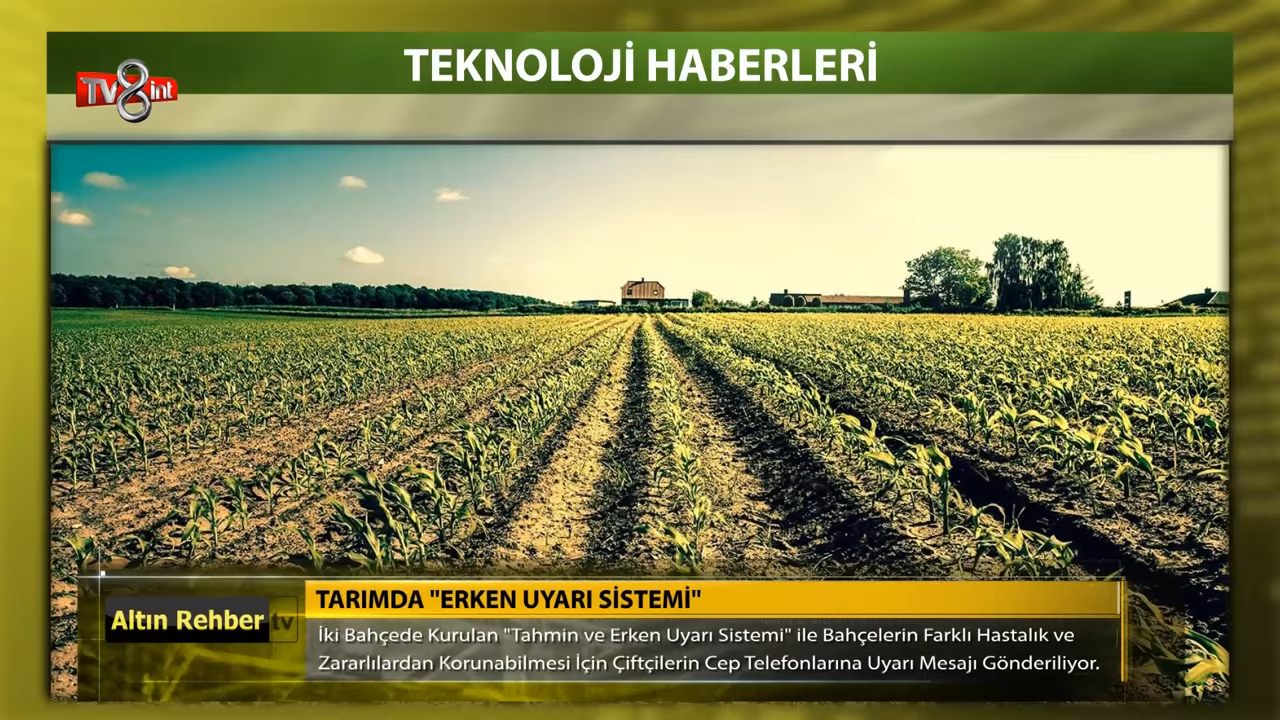 TEKNOLOJİ HABERLERİ
TV8int
TARIMDA "ERKEN UYARI SİSTEMİ"
Altın Rehber tv
İki Bahçede Kurulan "Tahmin ve Erken Uyarı Sistemi" ile Bahçelerin Farklı Hastalık ve
Zararlılardan Korunabilmesi İçin Çiftçilerin Cep Telefonlarına Uyarı Mesajı Gönderiliyor.